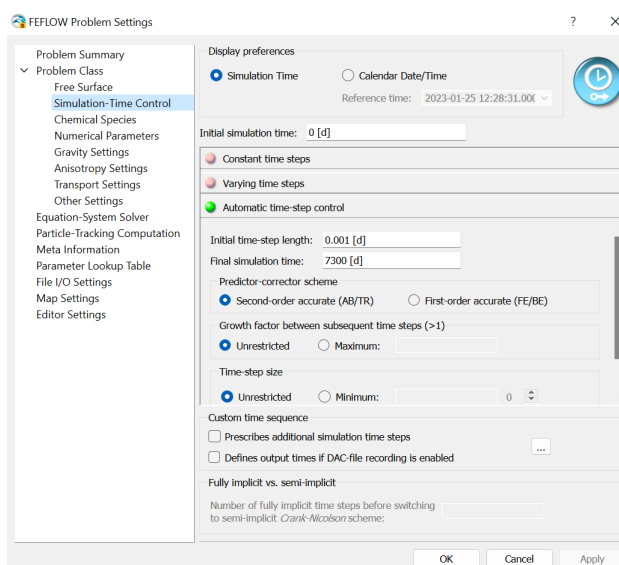 FEFLOW Problem Settings
?
Problem Summary
Problem Class
Free Surface
Simulation-Time Control
Chemical Species
Numerical Parameters
Gravity Settings
Anisotropy Settings
Transport Settings
Other Settings
Equation-System Solver
Particle-Tracking Computation
Meta Information
Parameter Lookup Table
File I/O Settings
Map Settings
Editor Settings
Display preferences
Simulation Time Calendar Date/Time
Reference time: 2023-01-25 12:28:31.00(
Initial simulation time: 0 [d]
Constant time steps
Varying time steps
Automatic time-step control
Initial time-step length: 0.001 [d]
Final simulation time: 7300 [d]
Predictor-corrector scheme
Second-order accurate (AB/TR) First-order accurate (FE/BE)
Growth factor between subsequent time steps (>1)
Unrestricted Maximum:
Time-step size
Unrestricted Minimum: 0
Custom time sequence
Prescribes additional simulation time steps
...
Defines output times if DAC-file recording is enabled
Fully implicit vs. semi-implicit
Number of fully implicit time steps before switching
to semi-implicit Crank-Nicolson scheme:
OK Cancel Apply